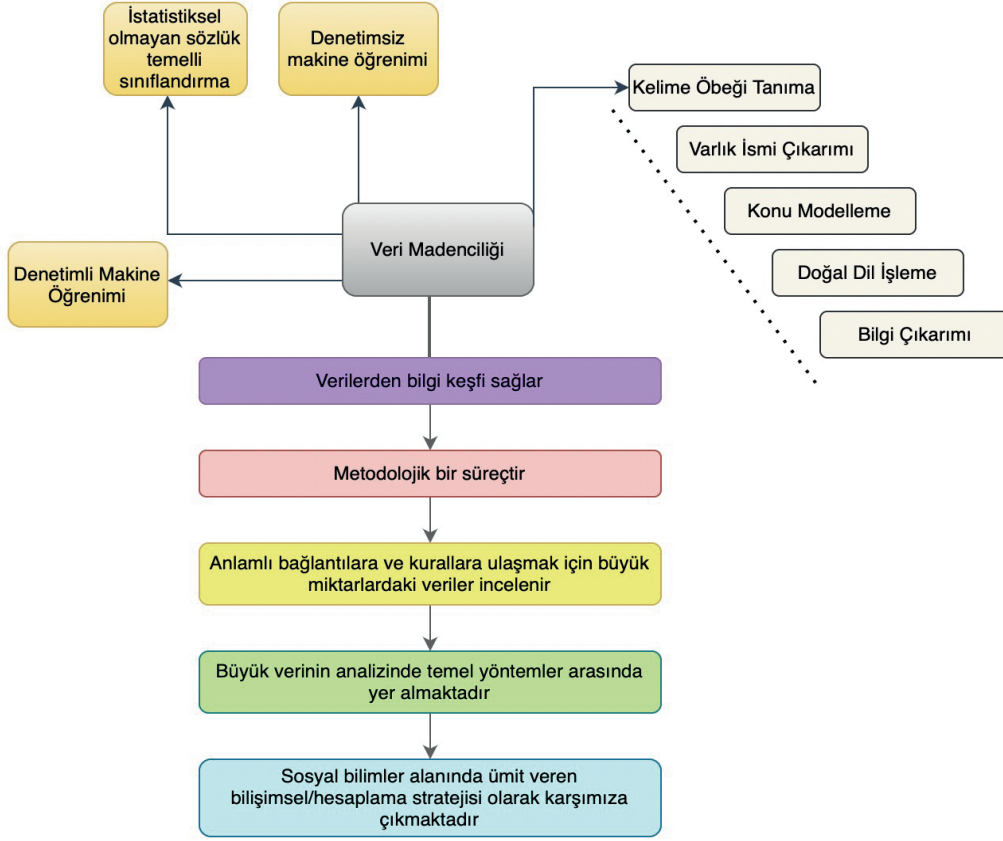 İstatistiksel
olmayan sözlük
temelli
sınıflandırma
Denetimsiz
makine öğrenimi
Kelime Öbeği Tanıma
Varlık İsmi Çıkarımı
Konu Modelleme
Doğal Dil İşleme
Bilgi Çıkarımı
Veri Madenciliği
Denetimli Makine
Öğrenimi
Verilerden bilgi keşfi sağlar
Metodolojik bir süreçtir
Anlamlı bağlantılara ve kurallara ulaşmak için büyük
miktarlardaki veriler incelenir
Büyük verinin analizinde temel yöntemler arasında
yer almaktadır
Sosyal bilimler alanında ümit veren
bilişimsel/hesaplama stratejisi olarak karşımıza
çıkmaktadır